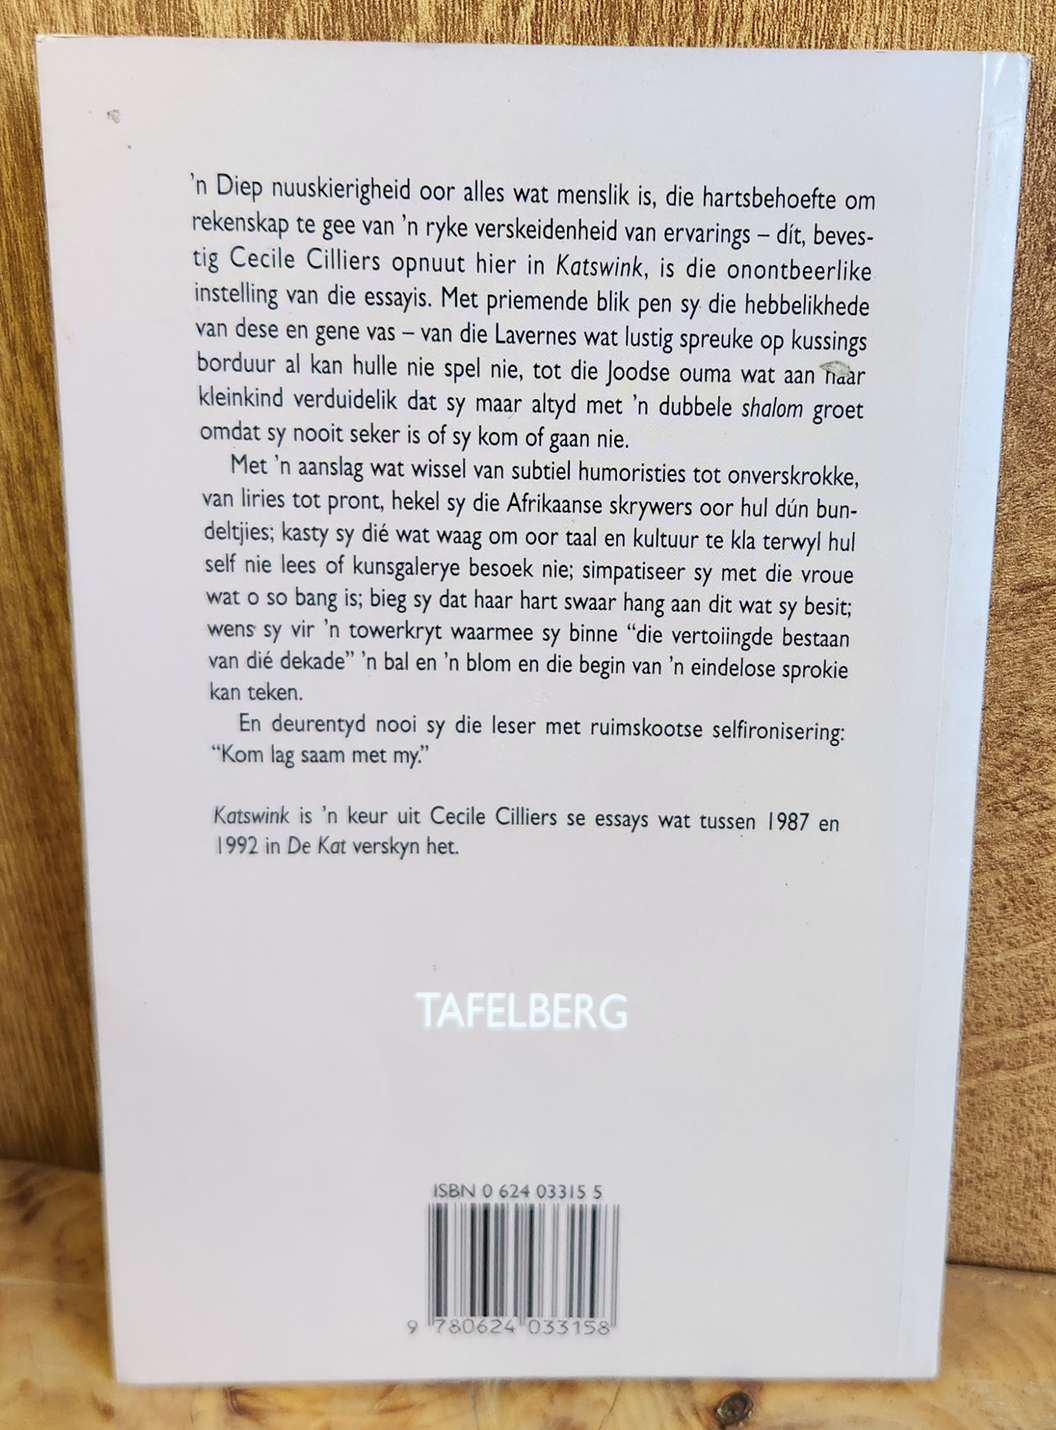 'n Diep nuuskierigheid oor alles wat menslik is, die hartsbehoefte om
rekenskap te gee van 'n ryke verskeidenheid van ervarings – dít, beves-
tig Cecile Cilliers opnuut hier in Katswink, is die onontbeerlike
instelling van die essayis. Met priemende blik pen sy die hebbelikhede
van dese en gene vas – van die Lavernes wat lustig spreuke op kussings
borduur al kan hulle nie spel nie, tot die Joodse ouma wat aan haar
kleinkind verduidelik dat sy maar altyd met 'n dubbele shalom groet
omdat sy nooit seker is of sy kom of gaan nie.
Met 'n aanslag wat wissel van subtiel humoristies tot onverskrokke,
van liries tot pront, hekel sy die Afrikaanse skrywers oor hul dún bun-
deltjies; kasty sy dié wat waag om oor taal en kultuur te kla terwyl hul
self nie lees of kunsgalerye besoek nie; simpatiseer sy met die vroue
wat o so bang is; bieg sy dat haar hart swaar hang aan dit wat sy besit;
wens sy vir 'n towerkryt waarmee sy binne “die vertoiingde bestaan
van dié dekade” 'n bal en 'n blom en die begin van 'n eindelose sprokie
kan teken.
En deurentyd nooi sy die leser met ruimskootse selfironisering:
“Kom lag saam met my.”
Katswink is 'n keur uit Cecile Cilliers se essays wat tussen 1987 en
1992 in De Kat verskyn het.
TAFELBERG
ISBN 0 624 03315 5
9 780624 033158